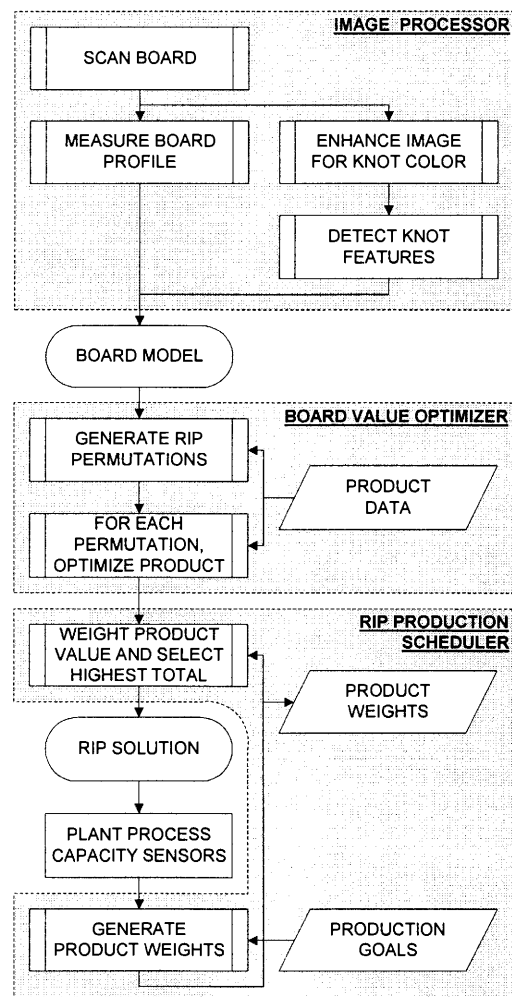 IMAGE PROCESSOR
SCAN BOARD
MEASURE BOARD
PROFILE
ENHANCE IMAGE
FOR KNOT COLOR
DETECT KNOT
FEATURES
BOARD MODEL
BOARD VALUE OPTIMIZER
GENERATE RIP
PERMUTATIONS
PRODUCT
DATA
FOR EACH
PERMUTATION,
OPTIMIZE PRODUCT
RIP PRODUCTION
SCHEDULER
WEIGHT PRODUCT
VALUE AND SELECT
HIGHEST TOTAL
PRODUCT
WEIGHTS
RIP SOLUTION
PLANT PROCESS
CAPACITY SENSORS
GENERATE
PRODUCT WEIGHTS
PRODUCTION
GOALS